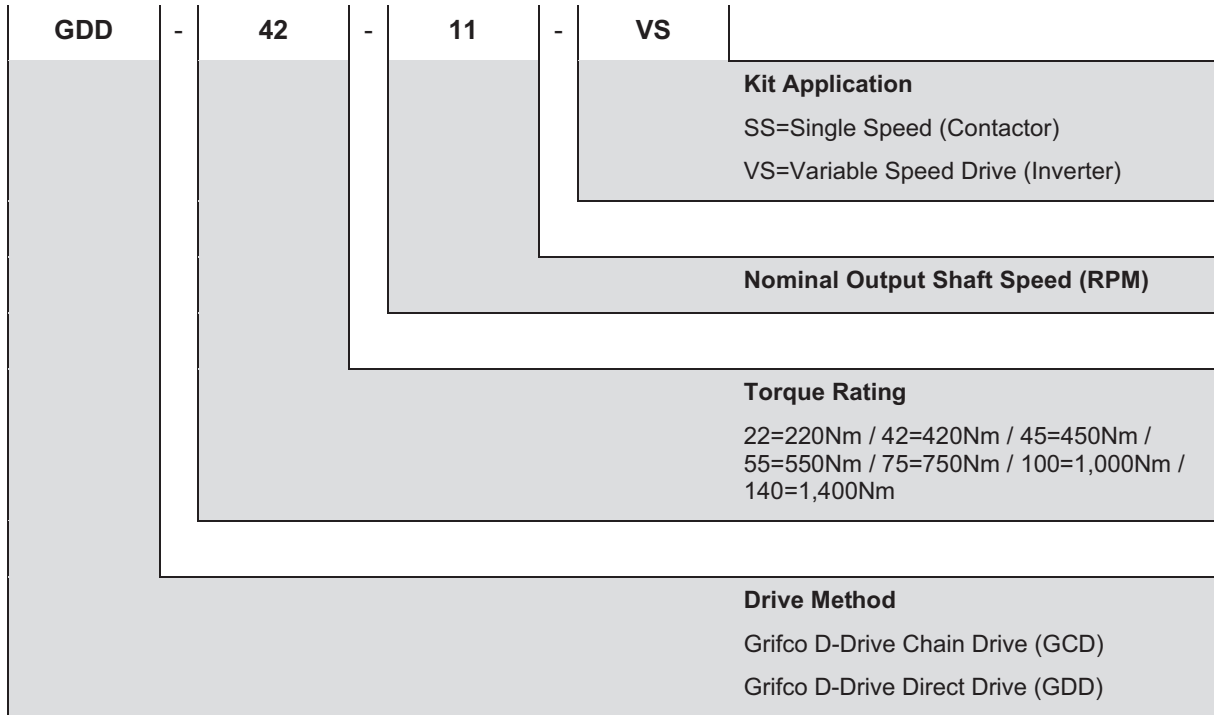 GDD - 42 - 11 - VS
Kit Application
SS=Single Speed (Contactor)
VS=Variable Speed Drive (Inverter)
Nominal Output Shaft Speed (RPM)
Torque Rating
22=220Nm / 42=420Nm / 45=450Nm /
55=550Nm / 75=750Nm / 100=1,000Nm /
140=1,400Nm
Drive Method
Grifco D-Drive Chain Drive (GCD)
Grifco D-Drive Direct Drive (GDD)